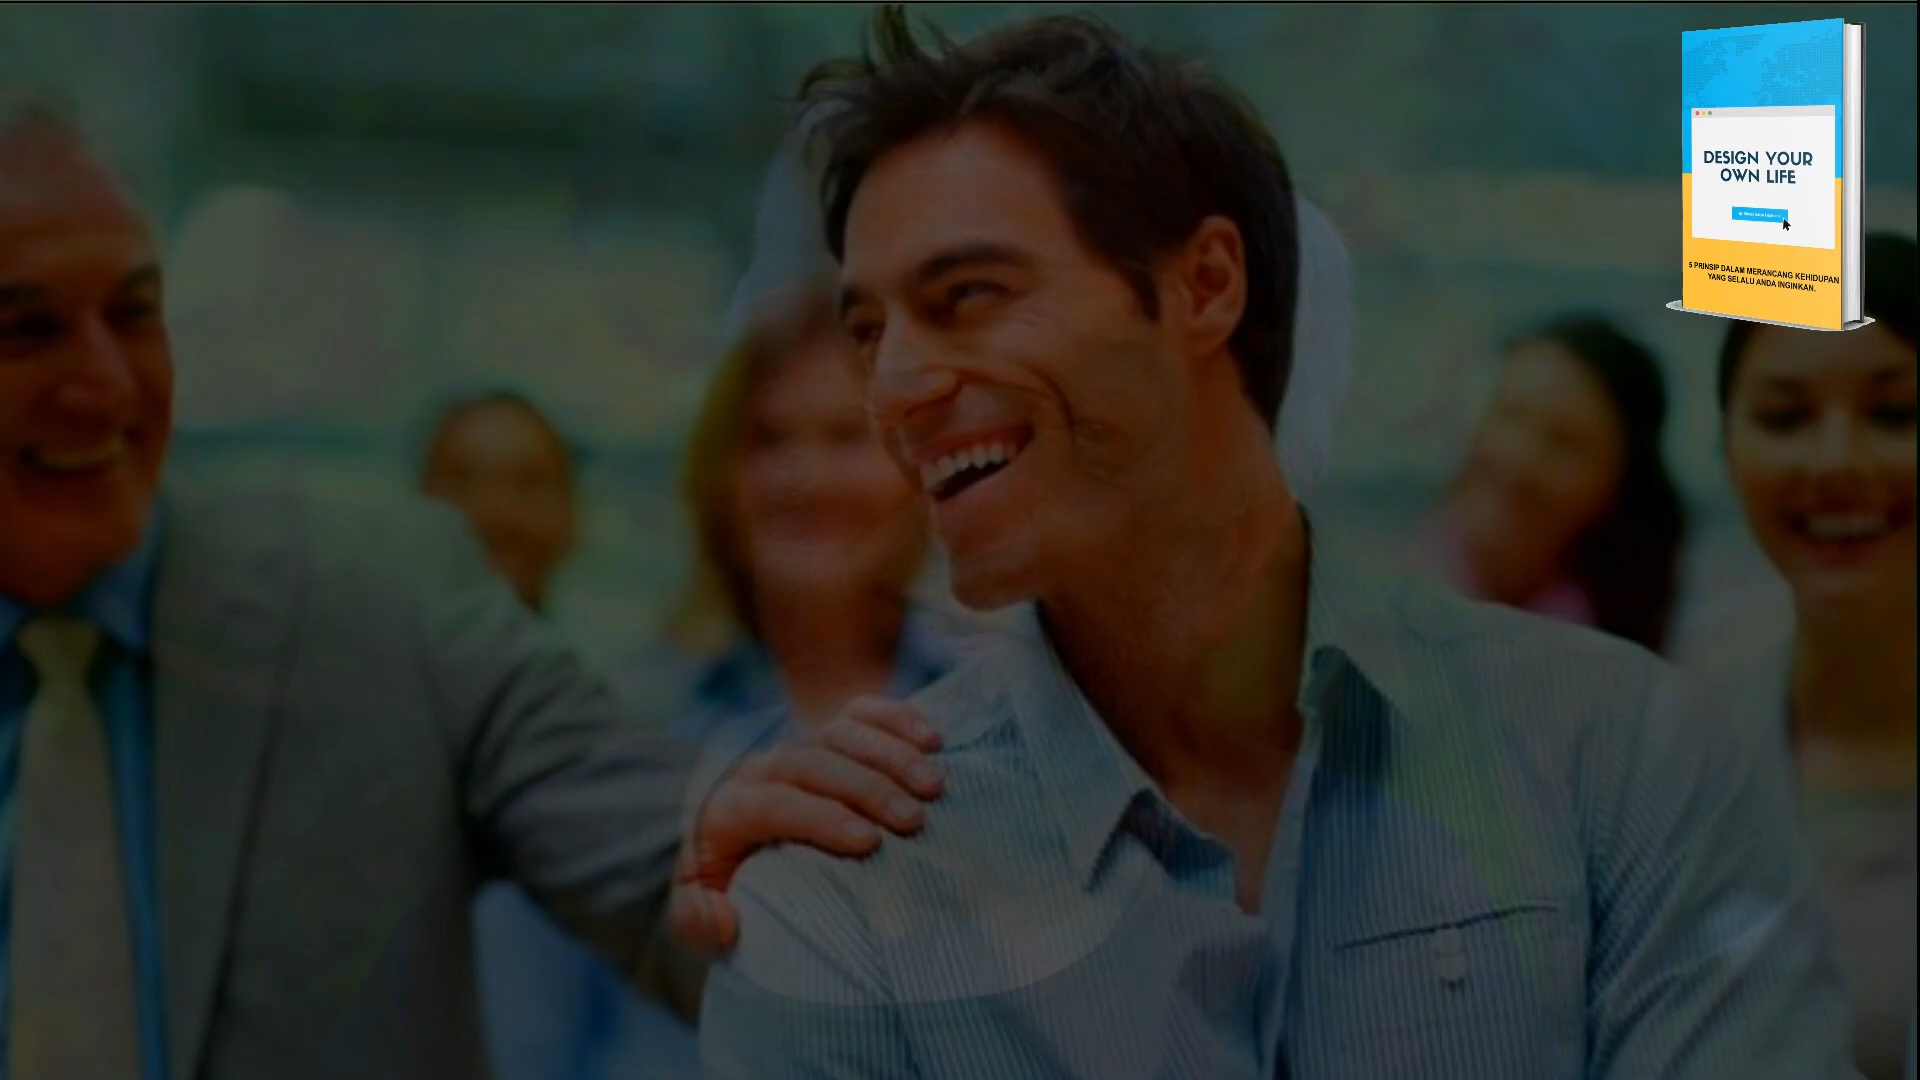 DESIGN YOUR
OWN LIFE
5 PRINSIP DALAM MERANCANG KEHIDUPAN
YANG SELALU ANDA INGINKAN.